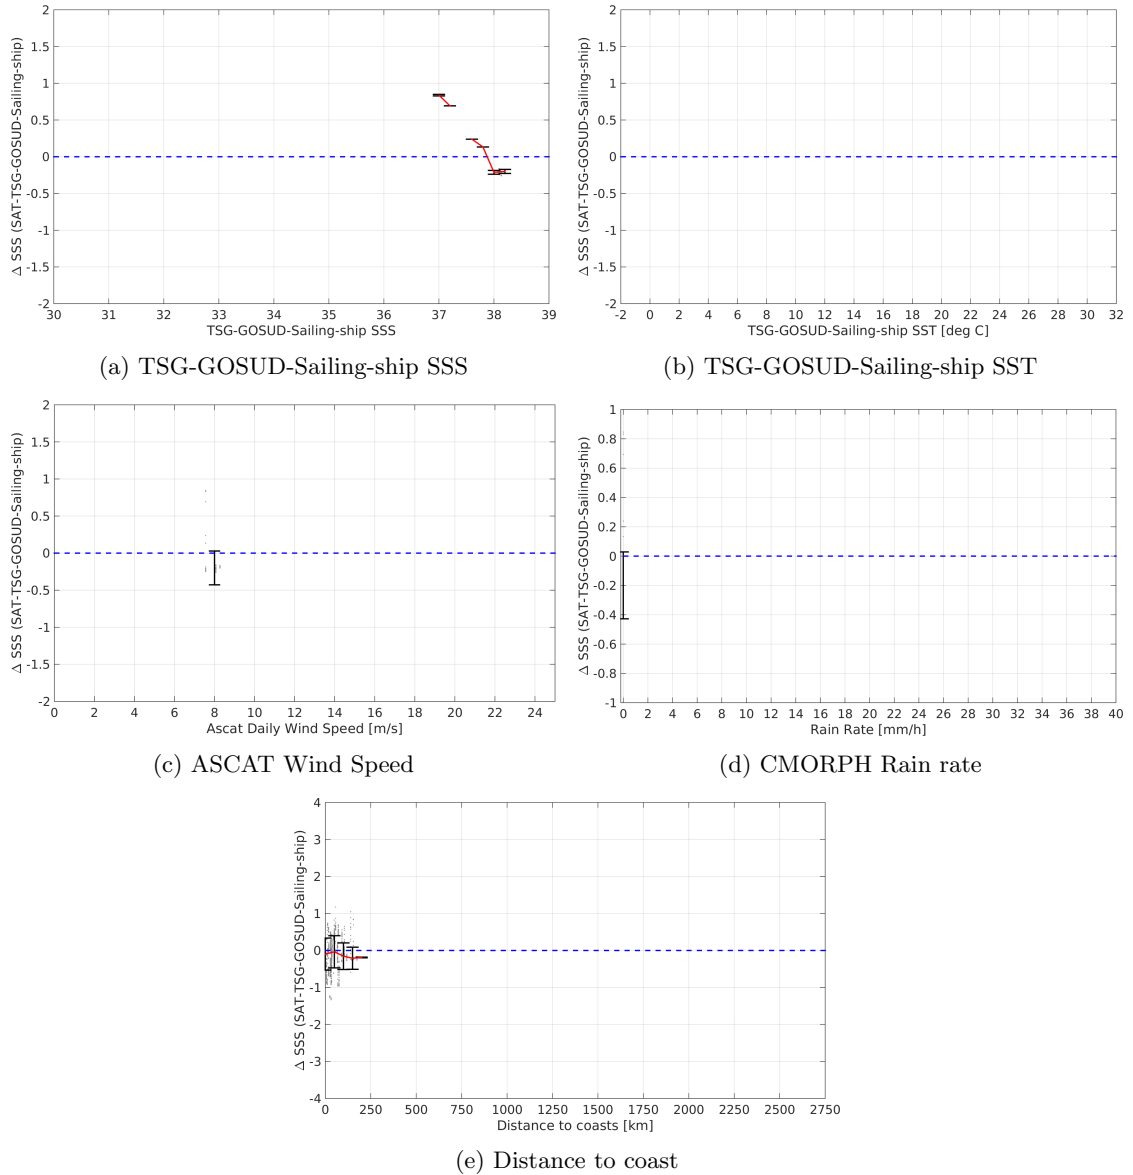 2
1.5
1
0.5
0
-0.5
-1
-1.5
-2
Δ SSS (SAT-TSG-GOSUD-Sailing-ship)
30 31 32 33 34 35 36 37 38 39
TSG-GOSUD-Sailing-ship SSS
(a) TSG-GOSUD-Sailing-ship SSS
2
1.5
1
0.5
0
-0.5
-1
-1.5
-2
Δ SSS (SAT-TSG-GOSUD-Sailing-ship)
-2 0 2 4 6 8 10 12 14 16 18 20 22 24 26 28 30 32
TSG-GOSUD-Sailing-ship SST [deg C]
(b) TSG-GOSUD-Sailing-ship SST
2
1.5
1
0.5
0
-0.5
-1
-1.5
-2
Δ SSS (SAT-TSG-GOSUD-Sailing-ship)
0 2 4 6 8 10 12 14 16 18 20 22 24
Ascat Daily Wind Speed [m/s]
(c) ASCAT Wind Speed
1
0.8
0.6
0.4
0.2
0
-0.2
-0.4
-0.6
-0.8
-1
Δ SSS (SAT-TSG-GOSUD-Sailing-ship)
0 2 4 6 8 10 12 14 16 18 20 22 24 26 28 30 32 34 36 38 40
Rain Rate [mm/h]
(d) CMORPH Rain rate
4
3
2
1
0
-1
-2
-3
-4
Δ SSS (SAT-TSG-GOSUD-Sailing-ship)
0 250 500 750 1000 1250 1500 1750 2000 2250 2500 2750
Distance to coasts [km]
(e) Distance to coast